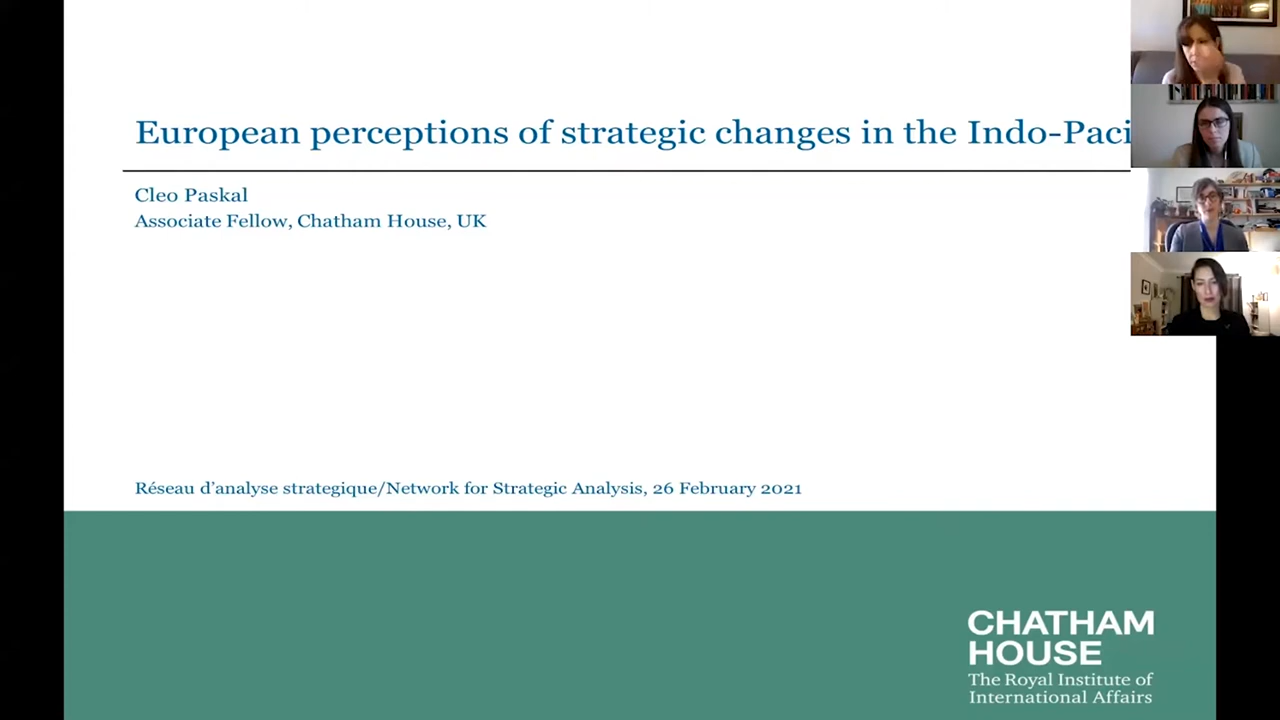 European perceptions of strategic changes in the Indo-Paci
Cleo Paskal
Associate Fellow, Chatham House, UK
Réseau d'analyse strategique/Network for Strategic Analysis, 26 February 2021
CHATHAM
HOUSE
The Royal Institute of
International Affairs